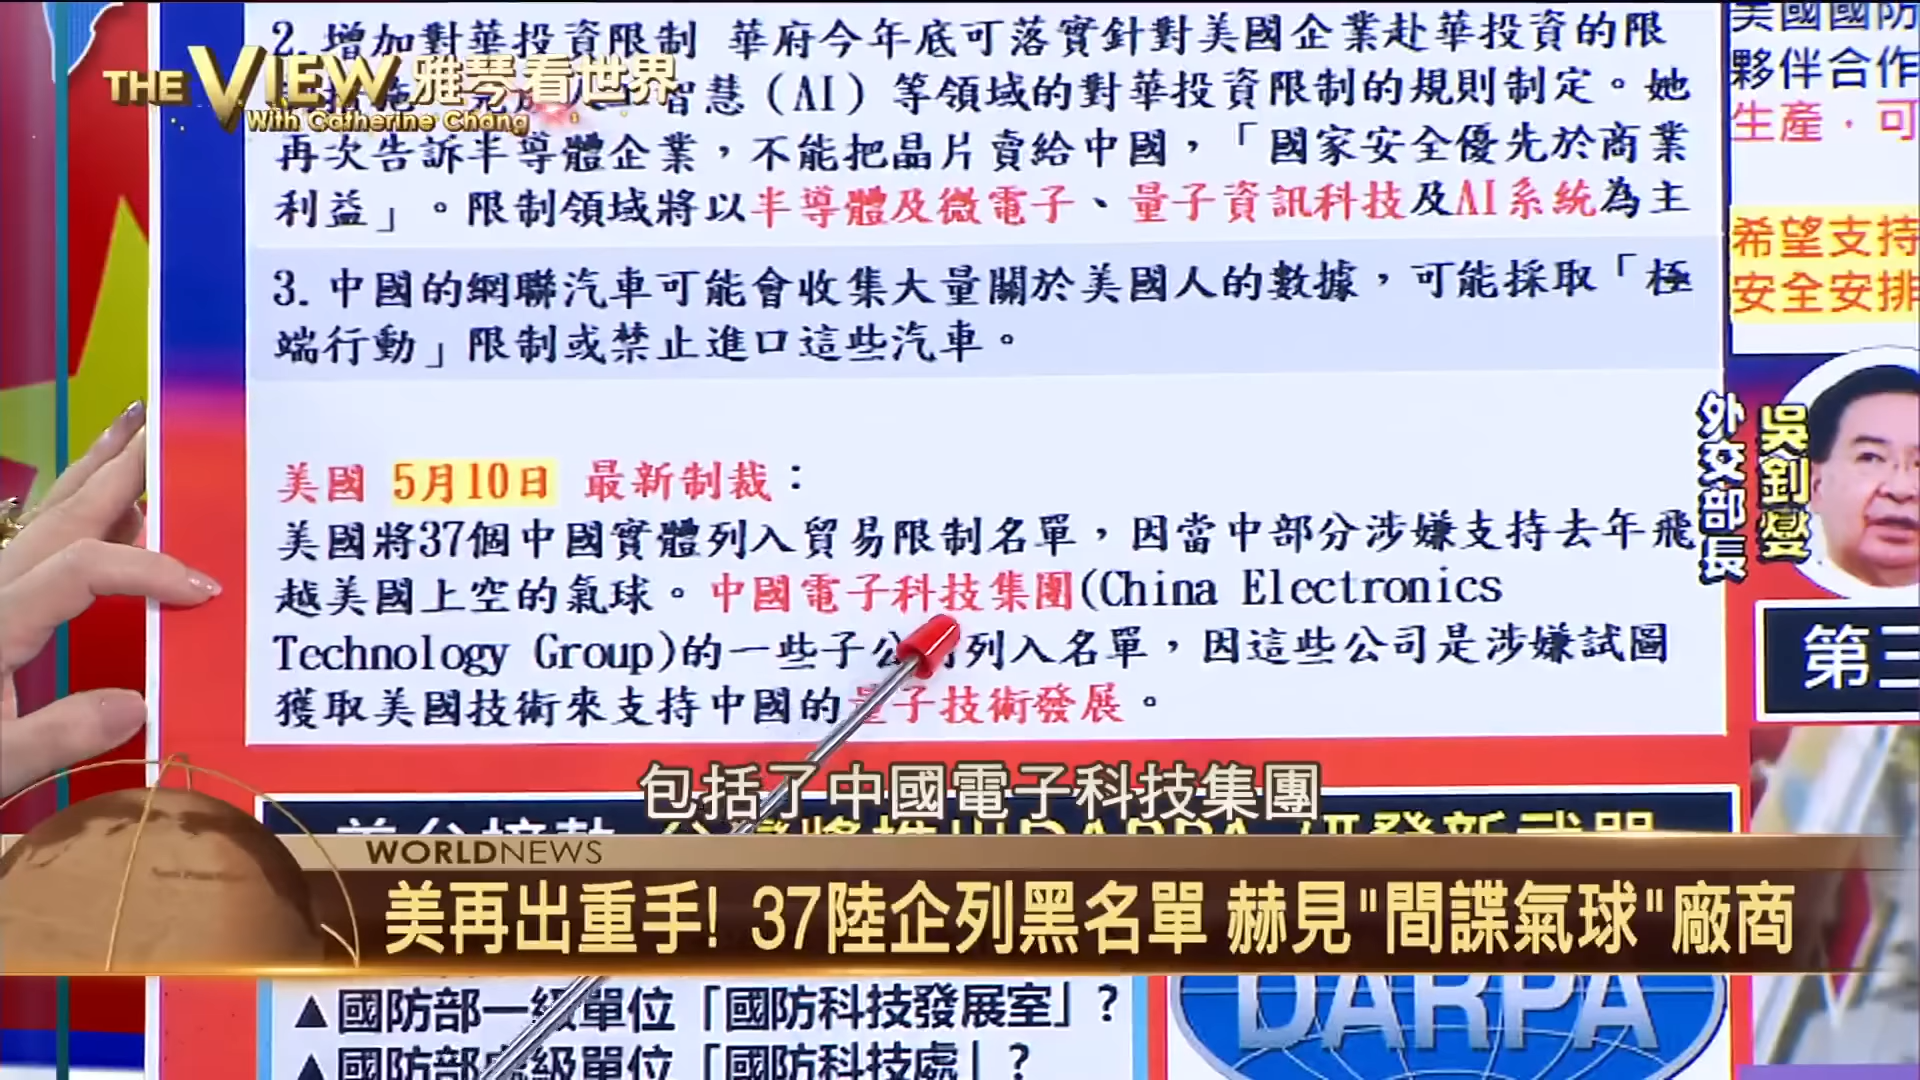 2. 增加對華投資限制 華府今年底可落實針對美國企業赴華投資的限
智慧（AI）等領域的對華投資限制的規則制定。她
再次告訴半導體企業，不能把晶片賣給中國，「國家安全優先於商業
利益」。限制領域將以半導體及微電子、量子資訊科技及AI系統為主
3. 中國的網聯汽車可能會收集大量關於美國人的數據，可能採取「極
端行動」限制或禁止進口這些汽車。
美國 5月10日 最新制裁：
美國將37個中國實體列入貿易限制名單，因當中部分涉嫌支持去年飛
越美國上空的氣球。中國電子科技集團(China Electronics
Technology Group)的一些子公 列入名單，因這些公司是涉嫌試圖
獲取美國技術來支持中國的量子技術發展。
THE VIEW 雅琴看世界
With Catherine Chang
美國國防
夥伴合作
生產，可
希望支持
安全安排
外交部長
吳釗燮
第三
包括了中國電子科技集團
WORLDNEWS
美再出重手! 37陸企列黑名單 赫見"間諜氣球"廠商
▲國防部一級單位「國防科技發展室」?
▲國防部處級單位「國防科技處」?
DARPA